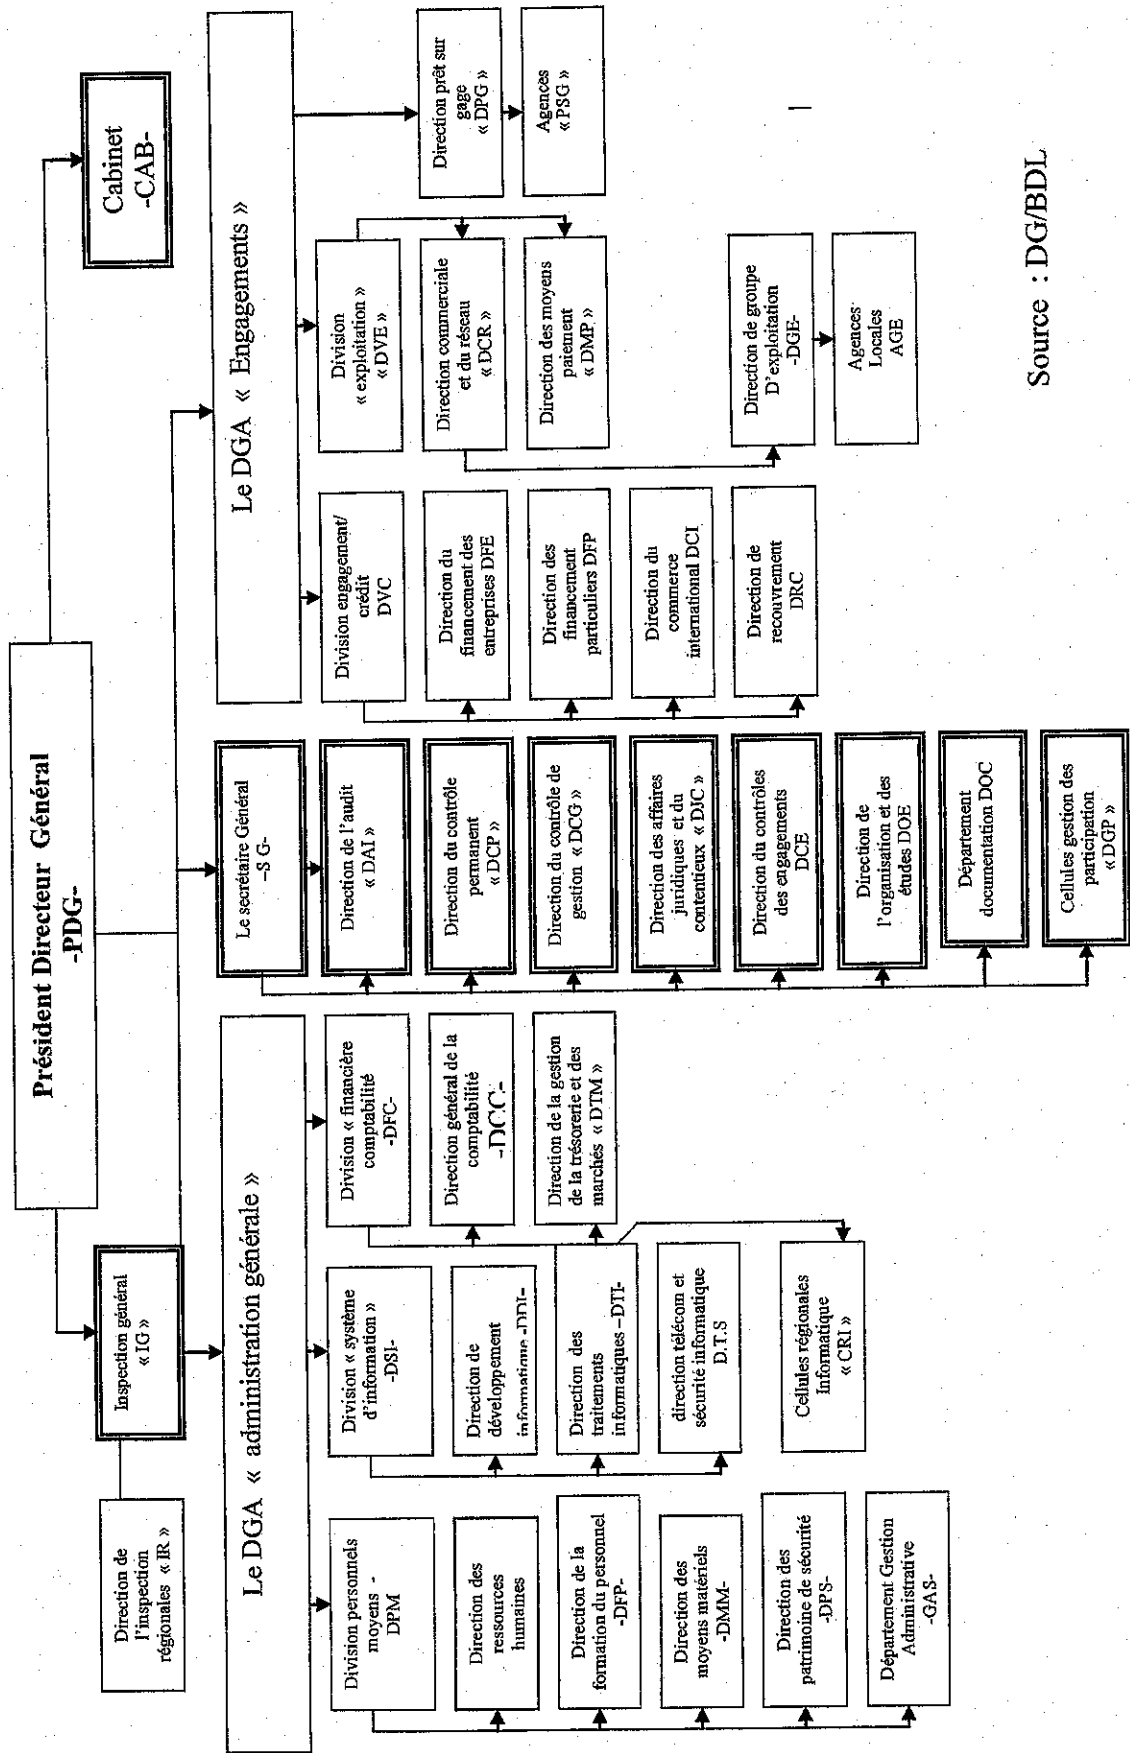 Président Directeur Général
-PDG-
Cabinet
-CAB-
Inspection général
« IG »
Direction de
l'inspection
régionales « IR »
Le DGA « administration générale »
Le secrétaire Général
–S G-
Le DGA « Engagements »
Division personnels
moyens -
DPM
Direction des
ressources
humaines
Direction de la
formation du personnel
-DFP-
Direction des
moyens matériels
-DMM-
Direction des
patrimoine de sécurité
-DPS-
Département Gestion
Administrative
-GAS-
Division « système
d'information »
-DSI-
Direction de
développement
informatique -DDI-
Direction des
traitements
informatiques –DTI-
direction télécom et
sécurité informatique
D.T.S
Cellules régionales
Informatique
« CRI »
Division « financière
comptabilité
-DFC-
Direction général de la
comptabilité
Direction de la gestion
de la trésorerie et des
marchés « DTM »
Direction de l'audit
« DAI »
Direction du contrôle
permanent
« DCP »
Direction du contrôle de
gestion « DCG »
Direction des affaires
juridiques et du
contentieux « DJC »
Direction du contrôles
des engagements
DCE
Direction de
l'organisation et des
études DOE
Département
documentation DOC
Cellules gestion des
participation
« DGP »
Division engagement/
crédit
DVC
Direction du
financement des
entreprises DFE
Direction des
financement
particuliers DFP
Direction du
commerce
international DCI
Direction de
recouvrement
DRC
Division
« exploitation »
« DVE »
Direction commerciale
et du réseau
« DCR »
Direction des moyens
paiement
« DMP »
Direction de groupe
D'exploitation
-DGE-
Agences
Locales
AGE
Direction prêt sur
gage
« DPG »
Agences
« PSG »
Source : DG/BDL